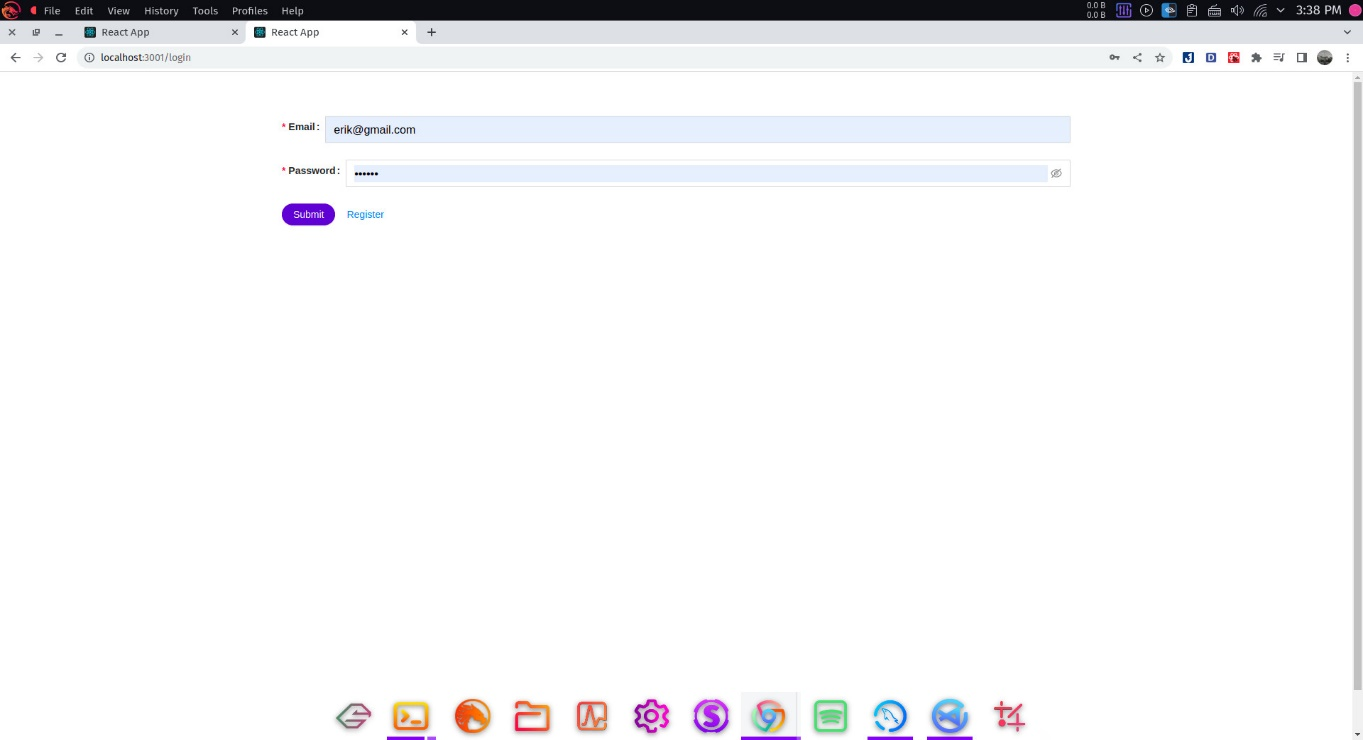 File Edit View History Tools Profiles Help
0.0 B
0.0 B
3:38 PM
React App
React App
localhost:3001/login
* Email :
erik@gmail.com
* Password :
••••••
Submit
Register